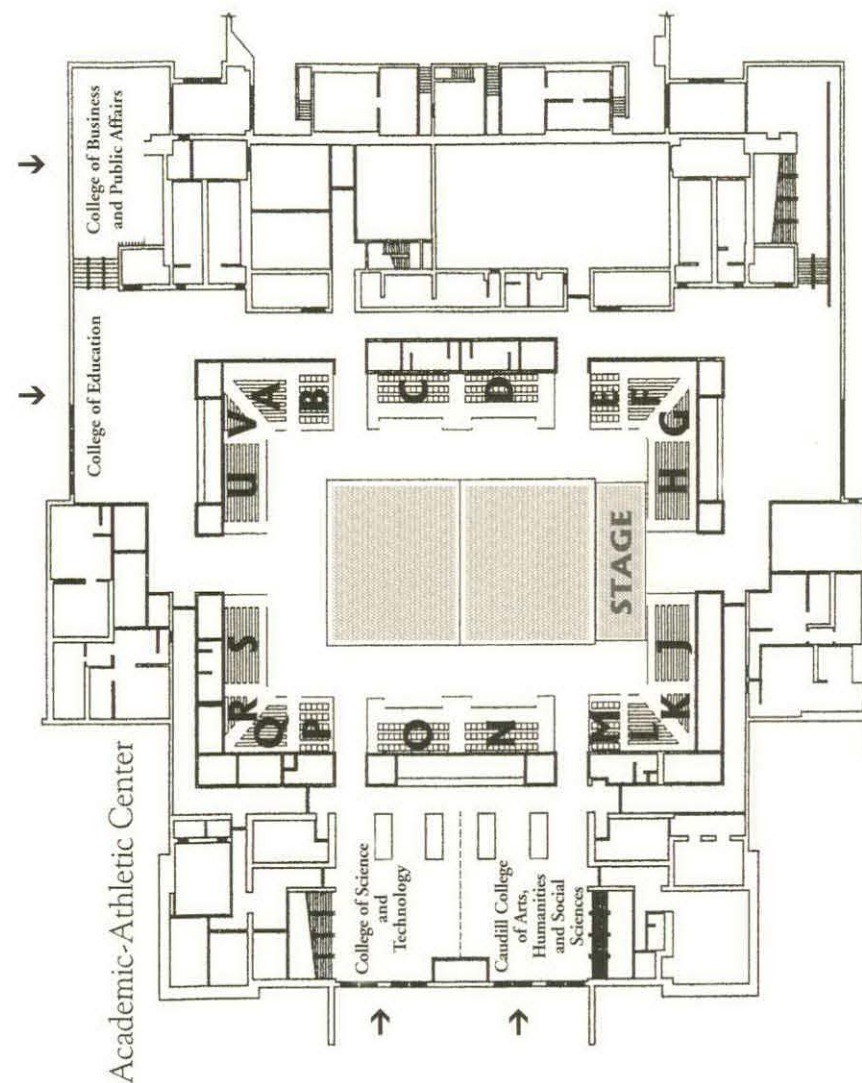 Academic-Athletic Center
College of Education
College of Business
and Public Affairs
R
S
U
V
Q
A
P
B
O
C
N
D
M
E
L
F
K
G
J
H
STAGE
College of Science
and
Technology
Caudill College
of Arts,
Humanities
and Social
Sciences